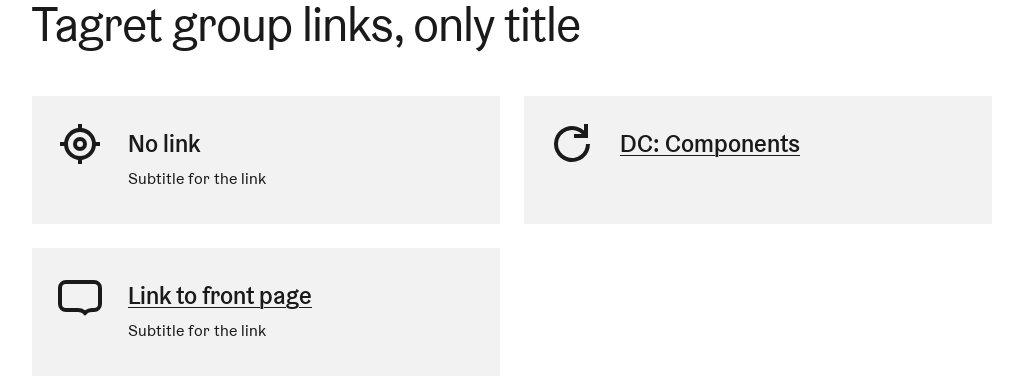 Tagret group links, only title
No link
Subtitle for the link
DC: Components
Link to front page
Subtitle for the link